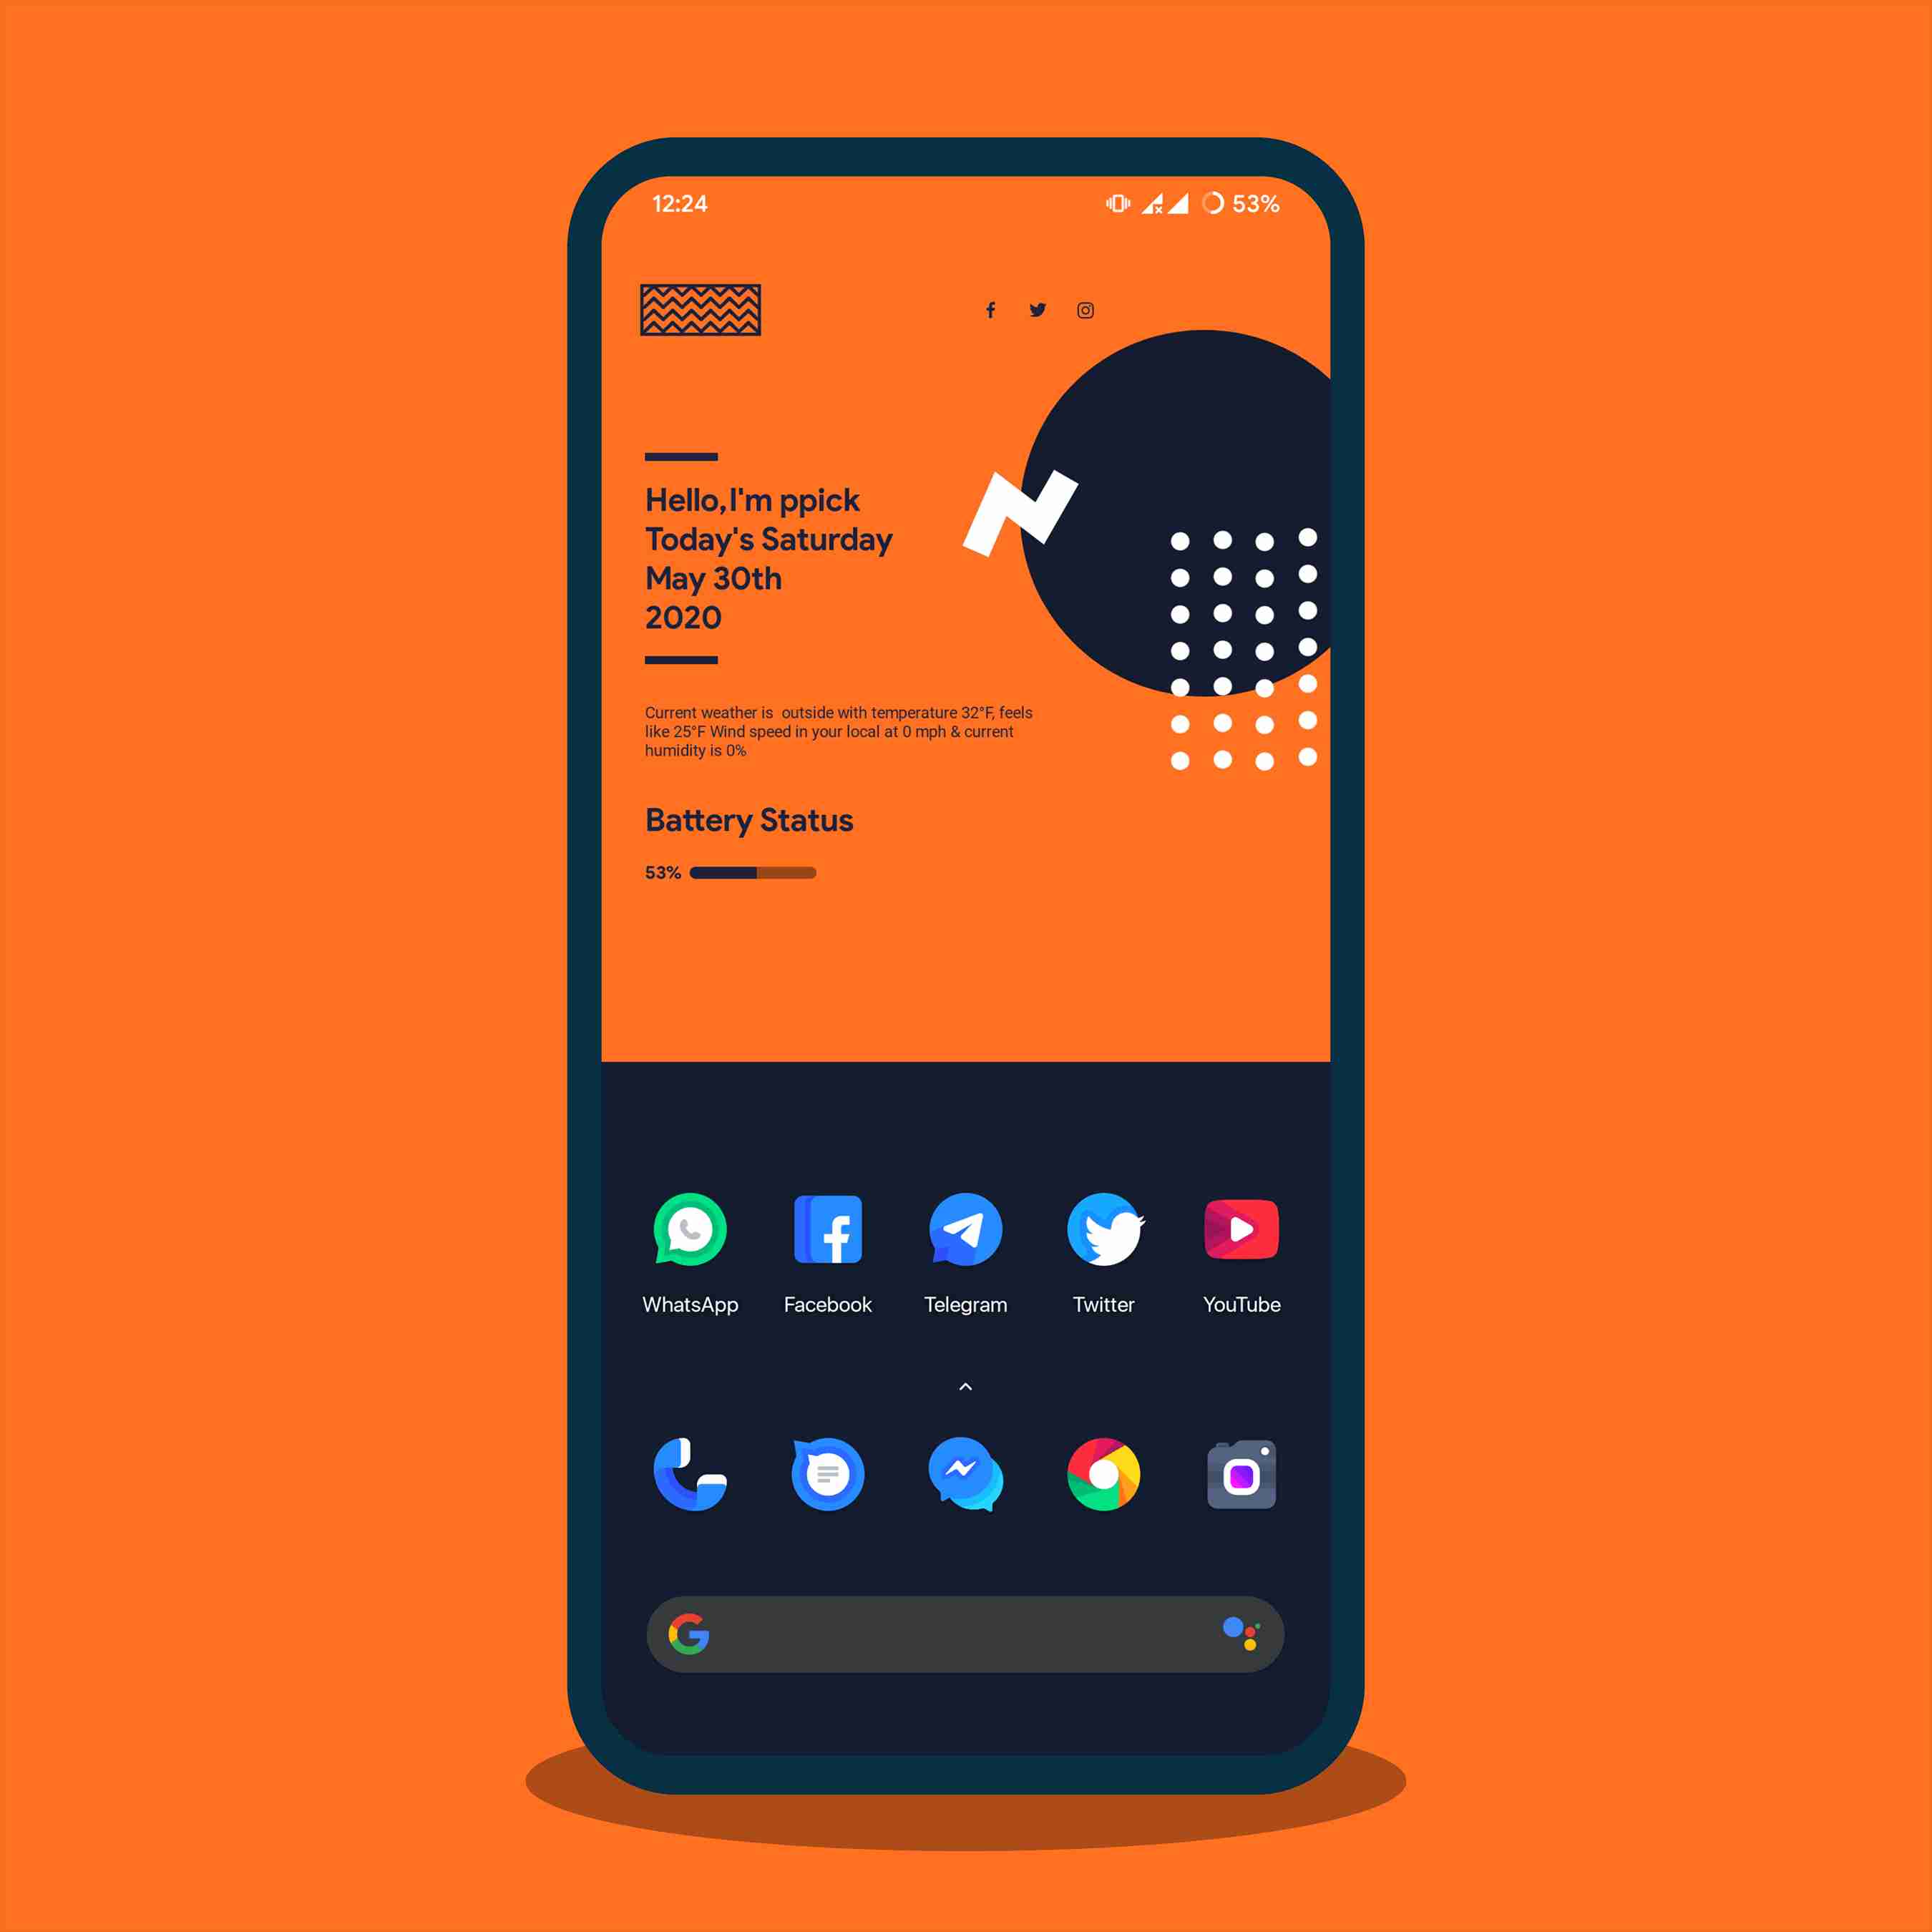 12:24
53%
Hello, I'm ppick
Today's Saturday
May 30th
2020
Current weather is  outside with temperature 32°F, feels
like 25°F Wind speed in your local at 0 mph & current
humidity is 0%
Battery Status
53%
WhatsApp
Facebook
Telegram
Twitter
YouTube